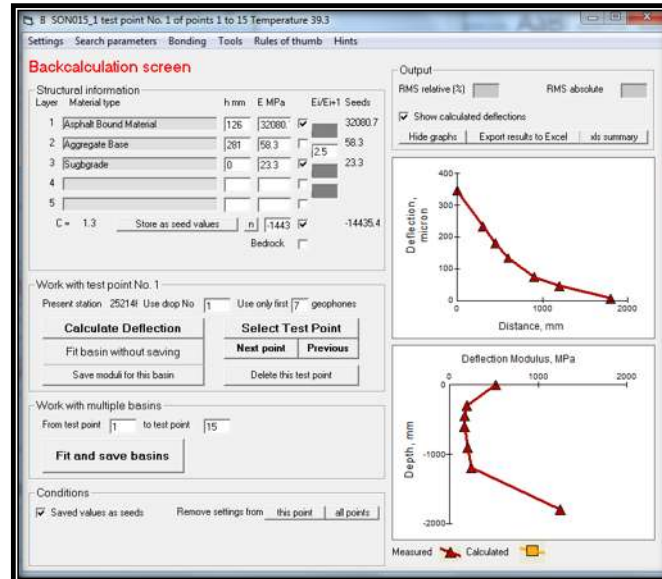 SON015_1 test point No. 1 of points 1 to 15 Temperature 39.3
Settings Search parameters Bonding Tools Rules of thumb Hints
Backcalculation screen
Structural information
Layer Material type h mm E MPa Ei/Ei+1 Seeds
1 Asphalt Bound Material 126 32080. 32080.7
2 Aggregate Base 281 58.3 2.5 58.3
3 Sugbgrade 0 23.3 23.3
4
5
C = 1.3 Store as seed values n -1443 -14435.4
Bedrock
Work with test point No. 1
Present station 25214 Use drop No 1 Use only first 7 geophones
Calculate Deflection Select Test Point
Fit basin without saving Next point Previous
Save moduli for this basin Delete this test point
Work with multiple basins
From test point 1 to test point 15
Fit and save basins
Conditions
Saved values as seeds Remove settings from this point all points
Output
RMS relative (%) RMS absolute
Show calculated deflections
Hide graphs Export results to Excel xls summary
Deflection, micron
400
300
200
100
0
0 1000 2000
Distance, mm
Deflection Modulus, MPa
0 1000 2000
Depth, mm
0
-1000
-2000
Measured Calculated